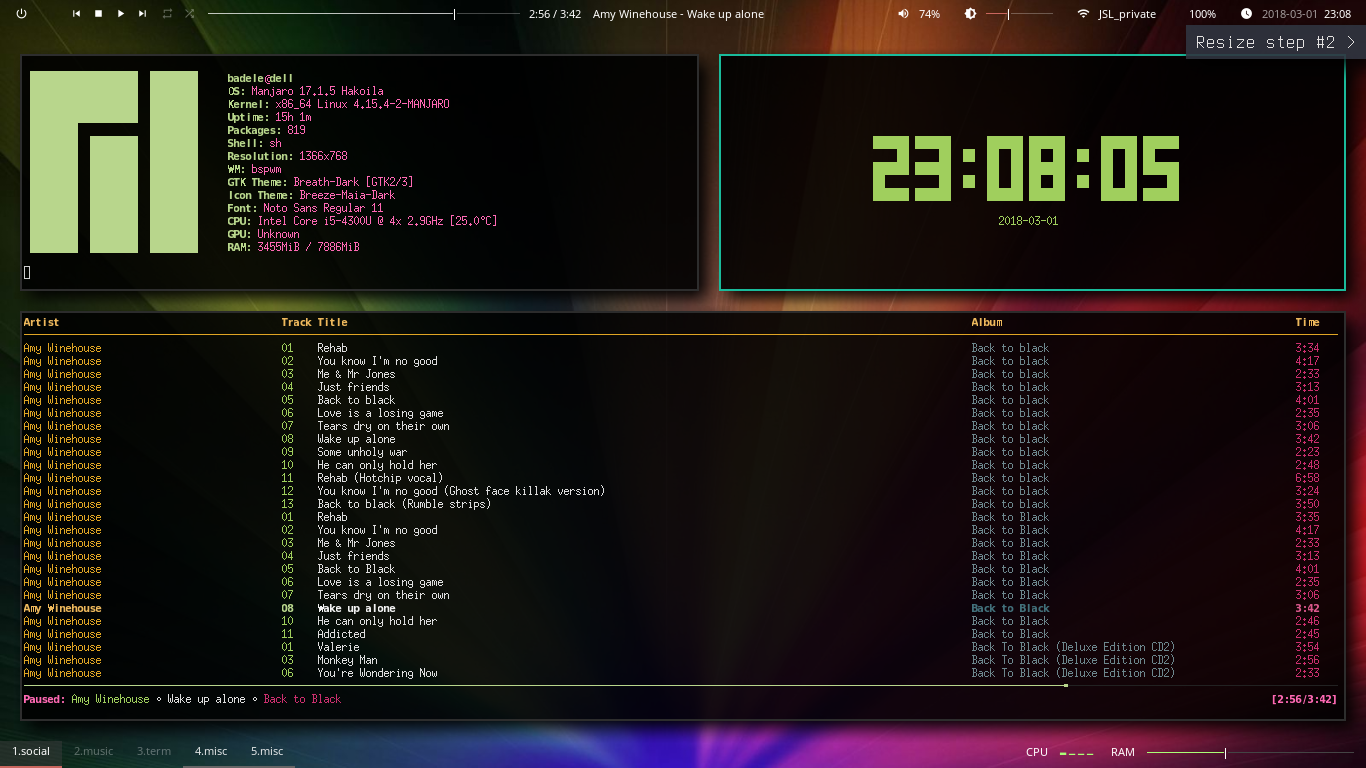 2:56 / 3:42 Amy Winehouse - Wake up alone 74% JSL_private 100% 2018-03-01 23:08
Resize step #2 >
badele@dell
OS: Manjaro 17.1.5 Hakoila
Kernel: x86_64 Linux 4.15.4-2-MANJARO
Uptime: 15h 1m
Packages: 819
Shell: sh
Resolution: 1366x768
WM: bspwm
GTK Theme: Breath-Dark [GTK2/3]
Icon Theme: Breeze-Maia-Dark
Font: Noto Sans Regular 11
CPU: Intel Core i5-4300U @ 4x 2.9GHz [25.0°C]
GPU: Unknown
RAM: 3455MiB / 7886MiB
23:08:05
2018-03-01
Artist Track Title Album Time
Amy Winehouse 01 Rehab Back to black 3:34
Amy Winehouse 02 You know I'm no good Back to black 4:17
Amy Winehouse 03 Me & Mr Jones Back to black 2:33
Amy Winehouse 04 Just friends Back to black 3:13
Amy Winehouse 05 Back to black Back to black 4:01
Amy Winehouse 06 Love is a losing game Back to black 2:35
Amy Winehouse 07 Tears dry on their own Back to black 3:06
Amy Winehouse 08 Wake up alone Back to black 3:42
Amy Winehouse 09 Some unholy war Back to black 2:23
Amy Winehouse 10 He can only hold her Back to black 2:48
Amy Winehouse 11 Rehab (Hotchip vocal) Back to black 6:58
Amy Winehouse 12 You know I'm no good (Ghost face killak version) Back to black 3:24
Amy Winehouse 13 Back to black (Rumble strips) Back to black 3:50
Amy Winehouse 01 Rehab Back to Black 3:35
Amy Winehouse 02 You know I'm no good Back to Black 4:17
Amy Winehouse 03 Me & Mr Jones Back to Black 2:33
Amy Winehouse 04 Just friends Back to Black 3:13
Amy Winehouse 05 Back to Black Back to Black 4:01
Amy Winehouse 06 Love is a losing game Back to Black 2:35
Amy Winehouse 07 Tears dry on their own Back to Black 3:06
Amy Winehouse 08 Wake up alone Back to Black 3:42
Amy Winehouse 10 He can only hold her Back to Black 2:46
Amy Winehouse 11 Addicted Back to Black 2:45
Amy Winehouse 01 Valerie Back To Black (Deluxe Edition CD2) 3:54
Amy Winehouse 03 Monkey Man Back To Black (Deluxe Edition CD2) 2:56
Amy Winehouse 06 You're Wondering Now Back To Black (Deluxe Edition CD2) 2:33
Paused: Amy Winehouse ⋄ Wake up alone ⋄ Back to Black [2:56/3:42]
1.social 2.music 3.term 4.misc 5.misc CPU RAM